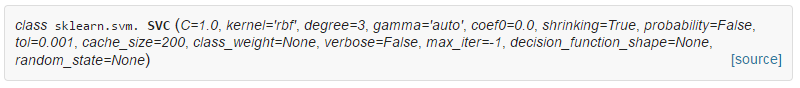 class sklearn.svm. SVC (C=1.0, kernel='rbf', degree=3, gamma='auto', coef0=0.0, shrinking=True, probability=False,
tol=0.001, cache_size=200, class_weight=None, verbose=False, max_iter=-1, decision_function_shape=None,
random_state=None) [source]